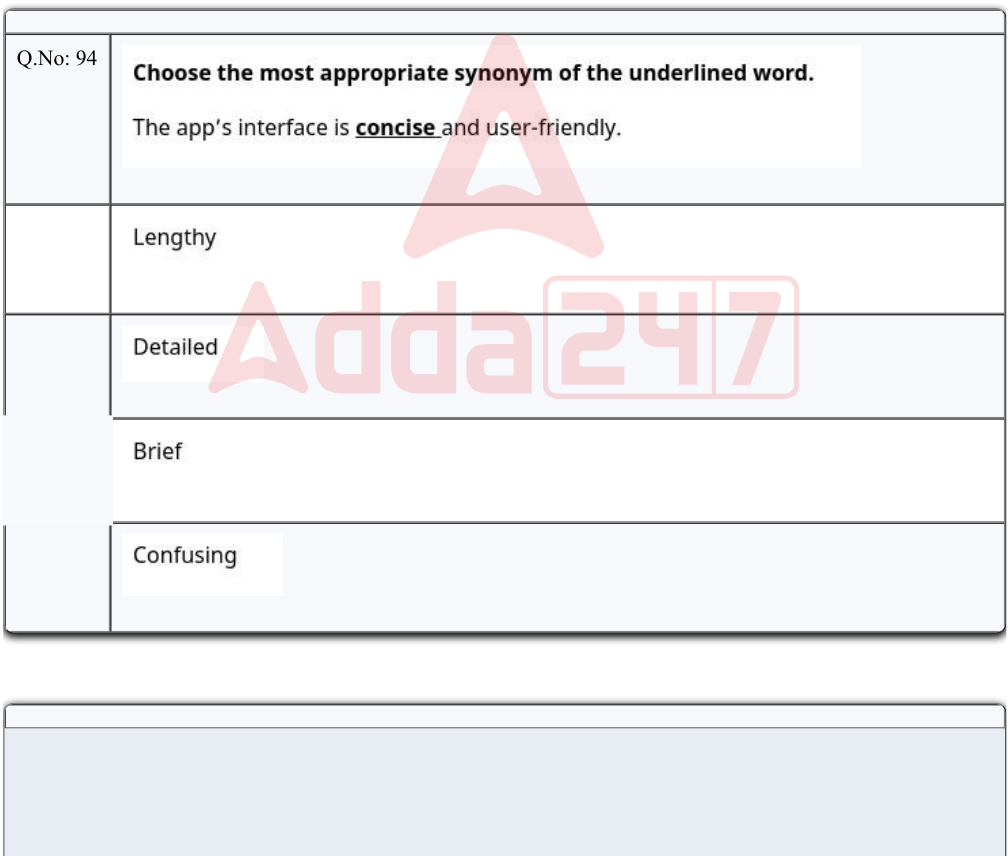 Q.No: 94
Choose the most appropriate synonym of the underlined word.
The app's interface is concise and user-friendly.
Lengthy
Adda247
Detailed
Brief
Confusing